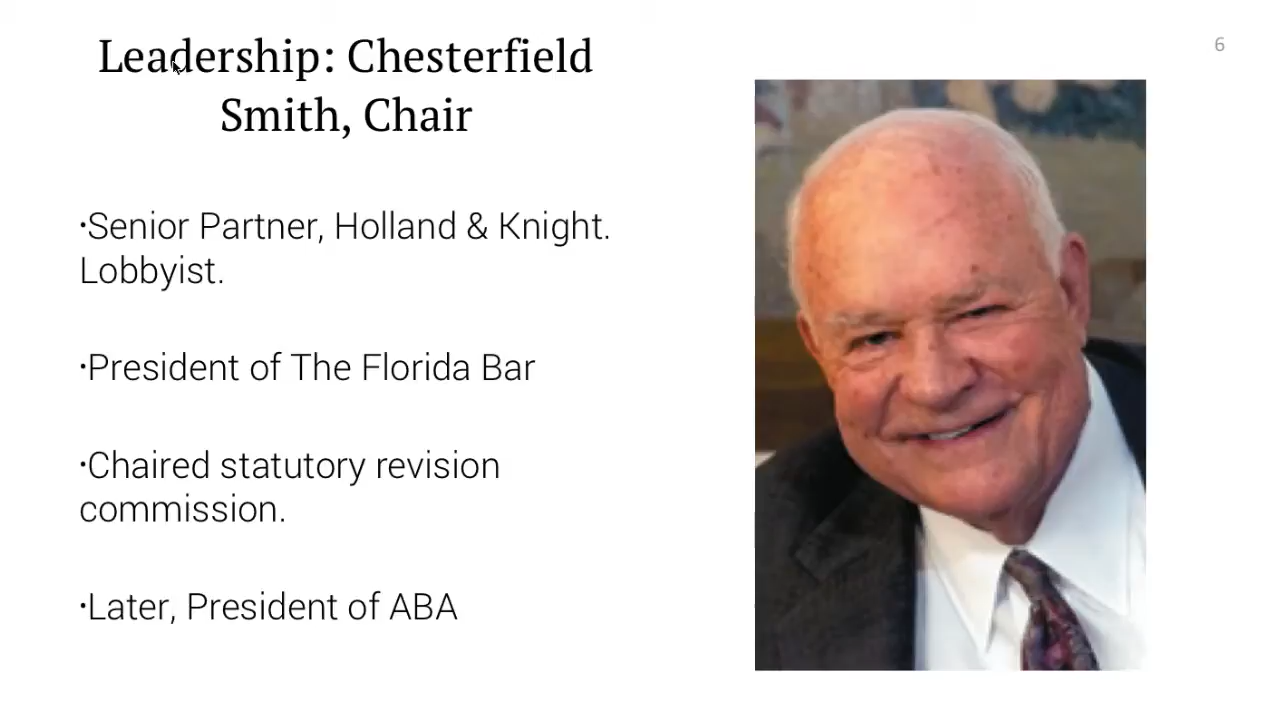 Leadership: Chesterfield
Smith, Chair
6
·Senior Partner, Holland & Knight.
Lobbyist.
·President of The Florida Bar
·Chaired statutory revision
commission.
·Later, President of ABA